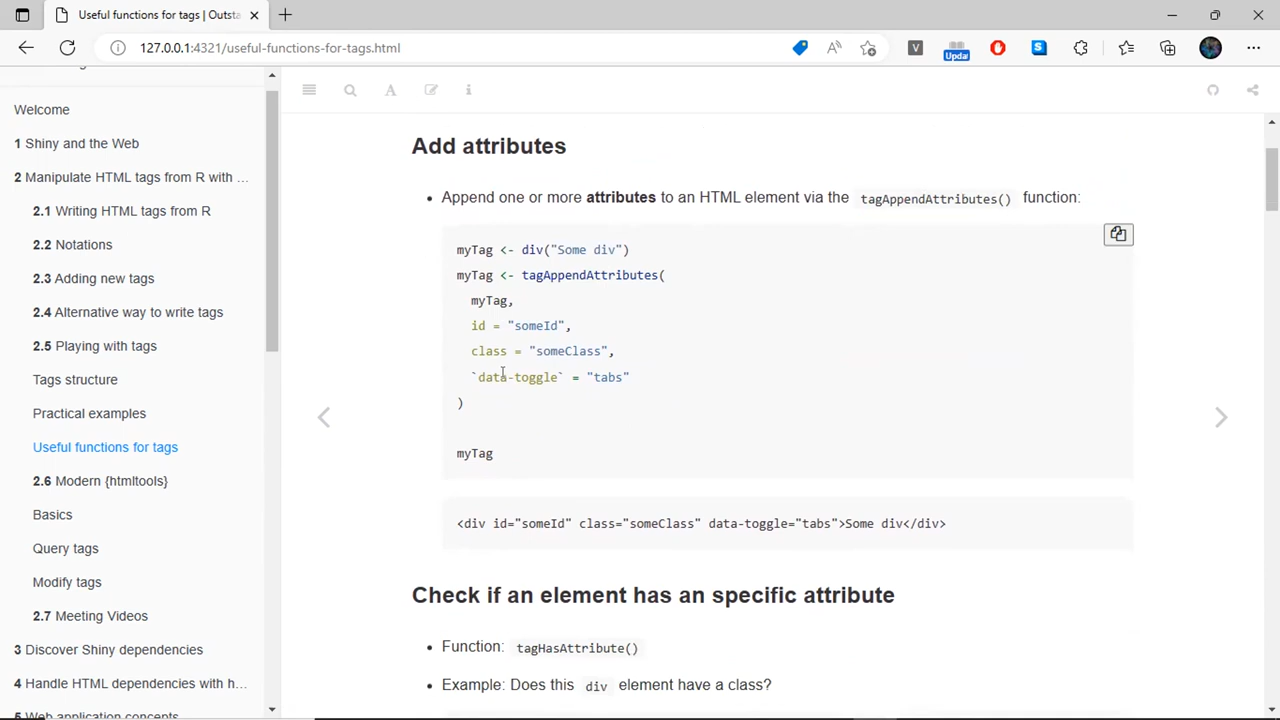 Useful functions for tags | Outsta
127.0.0.1:4321/useful-functions-for-tags.html
V
Updat
S
Welcome
1 Shiny and the Web
2 Manipulate HTML tags from R with ...
2.1 Writing HTML tags from R
2.2 Notations
2.3 Adding new tags
2.4 Alternative way to write tags
2.5 Playing with tags
Tags structure
Practical examples
Useful functions for tags
2.6 Modern {htmltools}
Basics
Query tags
Modify tags
2.7 Meeting Videos
3 Discover Shiny dependencies
4 Handle HTML dependencies with h...
5 Web application concepts
Add attributes
• Append one or more attributes to an HTML element via the tagAppendAttributes() function:
myTag <- div("Some div")
myTag <- tagAppendAttributes(
myTag,
id = "someId",
class = "someClass",
`data-toggle` = "tabs"
)
myTag
<div id="someId" class="someClass" data-toggle="tabs">Some div</div>
Check if an element has an specific attribute
• Function: tagHasAttribute()
• Example: Does this div element have a class?